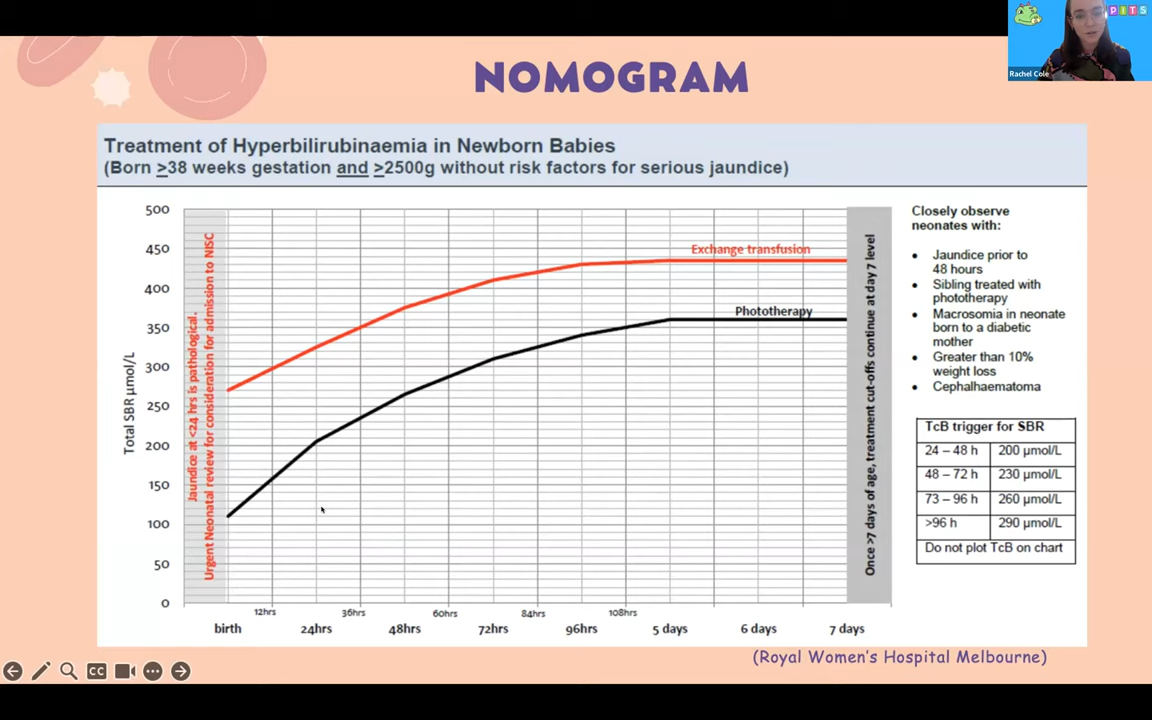 PITS
Rachel Cole
NOMOGRAM
Treatment of Hyperbilirubinaemia in Newborn Babies
(Born >38 weeks gestation and >2500g without risk factors for serious jaundice)
500
450
400
350
300
250
200
150
100
50
0
Total SBR µmol/L
Jaundice at <24 hrs is pathological.
Urgent Neonatal review for consideration for admission to NISC
Exchange transfusion
Phototherapy
Once >7 days of age, treatment cut-offs continue at day 7 level
12hrs
36hrs
60hrs
84hrs
108hrs
birth
24hrs
48hrs
72hrs
96hrs
5 days
6 days
7 days
Closely observe
neonates with:
• Jaundice prior to
48 hours
• Sibling treated with
phototherapy
• Macrosomia in neonate
born to a diabetic
mother
• Greater than 10%
weight loss
• Cephalhaematoma
TcB trigger for SBR
24 – 48 h 200 µmol/L
48 – 72 h 230 µmol/L
73 – 96 h 260 µmol/L
>96 h 290 µmol/L
Do not plot TcB on chart
(Royal Women's Hospital Melbourne)
CC